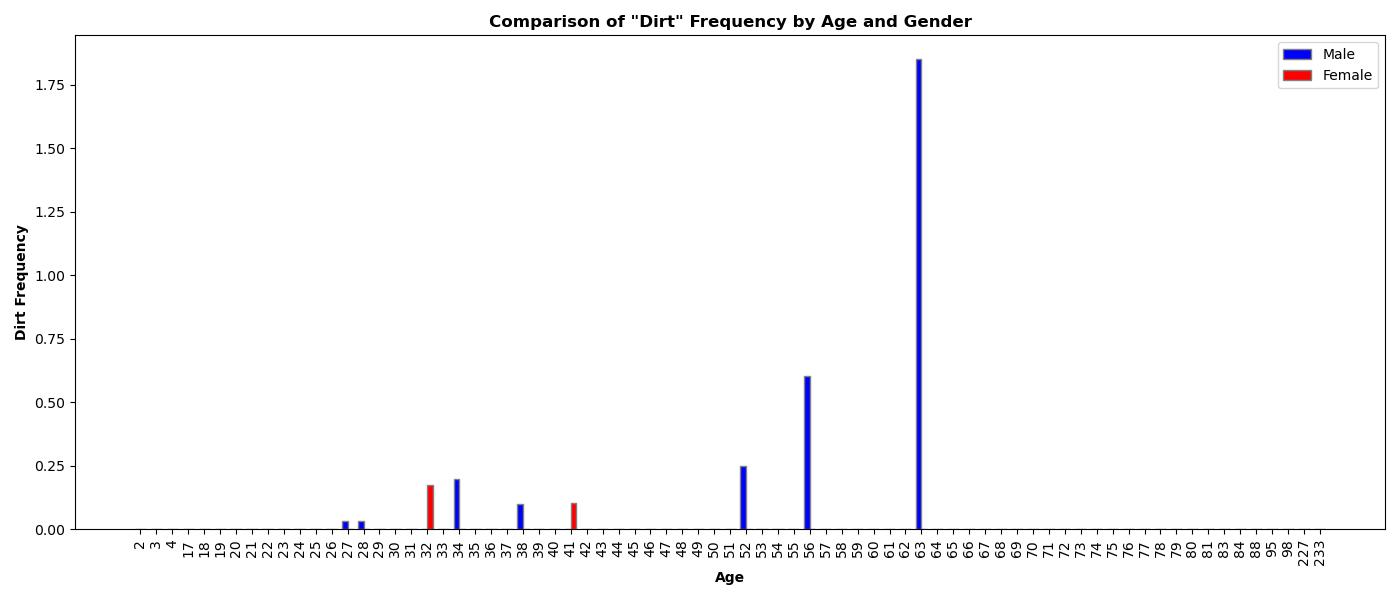 Comparison of "Dirt" Frequency by Age and Gender
Male
Female
1.75
1.50
1.25
1.00
0.75
0.50
0.25
0.00
Dirt Frequency
2 3 4 17 18 19 20 21 22 23 24 25 26 27 28 29 30 31 32 33 34 35 36 37 38 39 40 41 42 43 44 45 46 47 48 49 50 51 52 53 54 55 56 57 58 59 60 61 62 63 64 65 66 67 68 69 70 71 72 73 74 75 76 77 78 79 80 81 83 84 88 95 98 227 233
Age